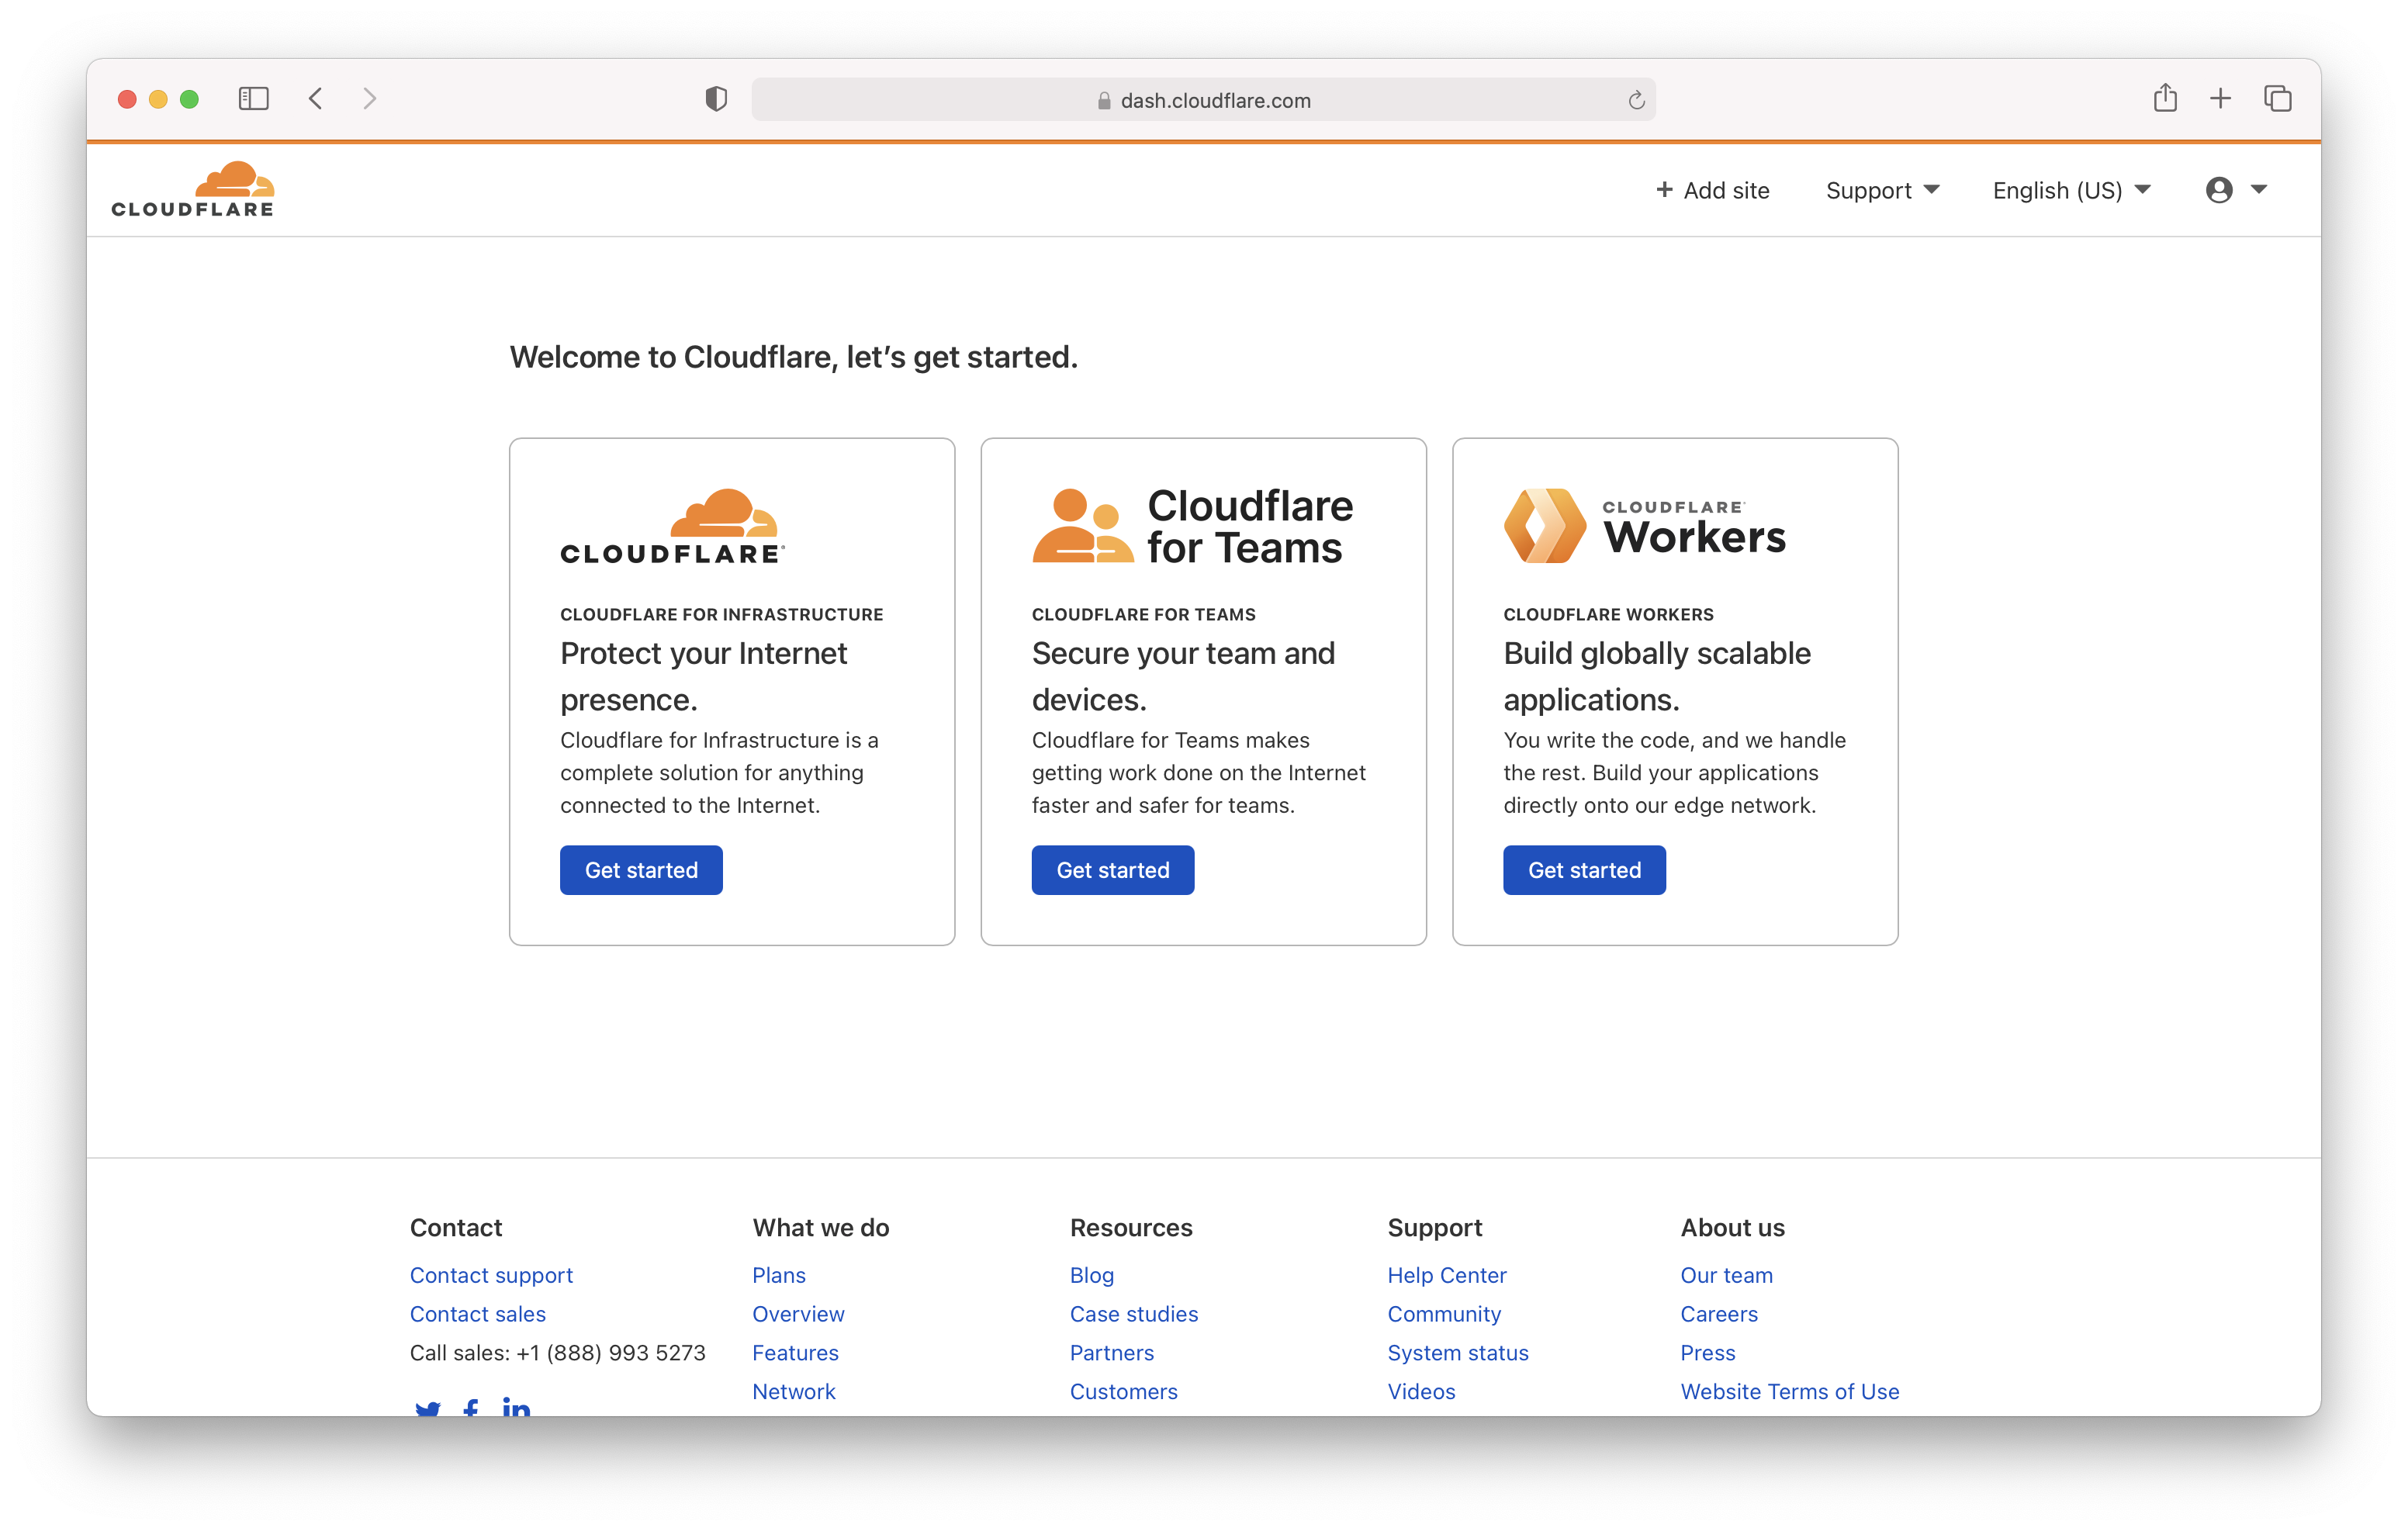 dash.cloudflare.com
CLOUDFLARE
+ Add site
Support
English (US)
Welcome to Cloudflare, let’s get started.
CLOUDFLARE
CLOUDFLARE FOR INFRASTRUCTURE
Protect your Internet
presence.
Cloudflare for Infrastructure is a
complete solution for anything
connected to the Internet.
Get started
Cloudflare
for Teams
CLOUDFLARE FOR TEAMS
Secure your team and
devices.
Cloudflare for Teams makes
getting work done on the Internet
faster and safer for teams.
Get started
CLOUDFLARE
Workers
CLOUDFLARE WORKERS
Build globally scalable
applications.
You write the code, and we handle
the rest. Build your applications
directly onto our edge network.
Get started
Contact
Contact support
Contact sales
Call sales: +1 (888) 993 5273
What we do
Plans
Overview
Features
Network
Resources
Blog
Case studies
Partners
Customers
Support
Help Center
Community
System status
Videos
About us
Our team
Careers
Press
Website Terms of Use